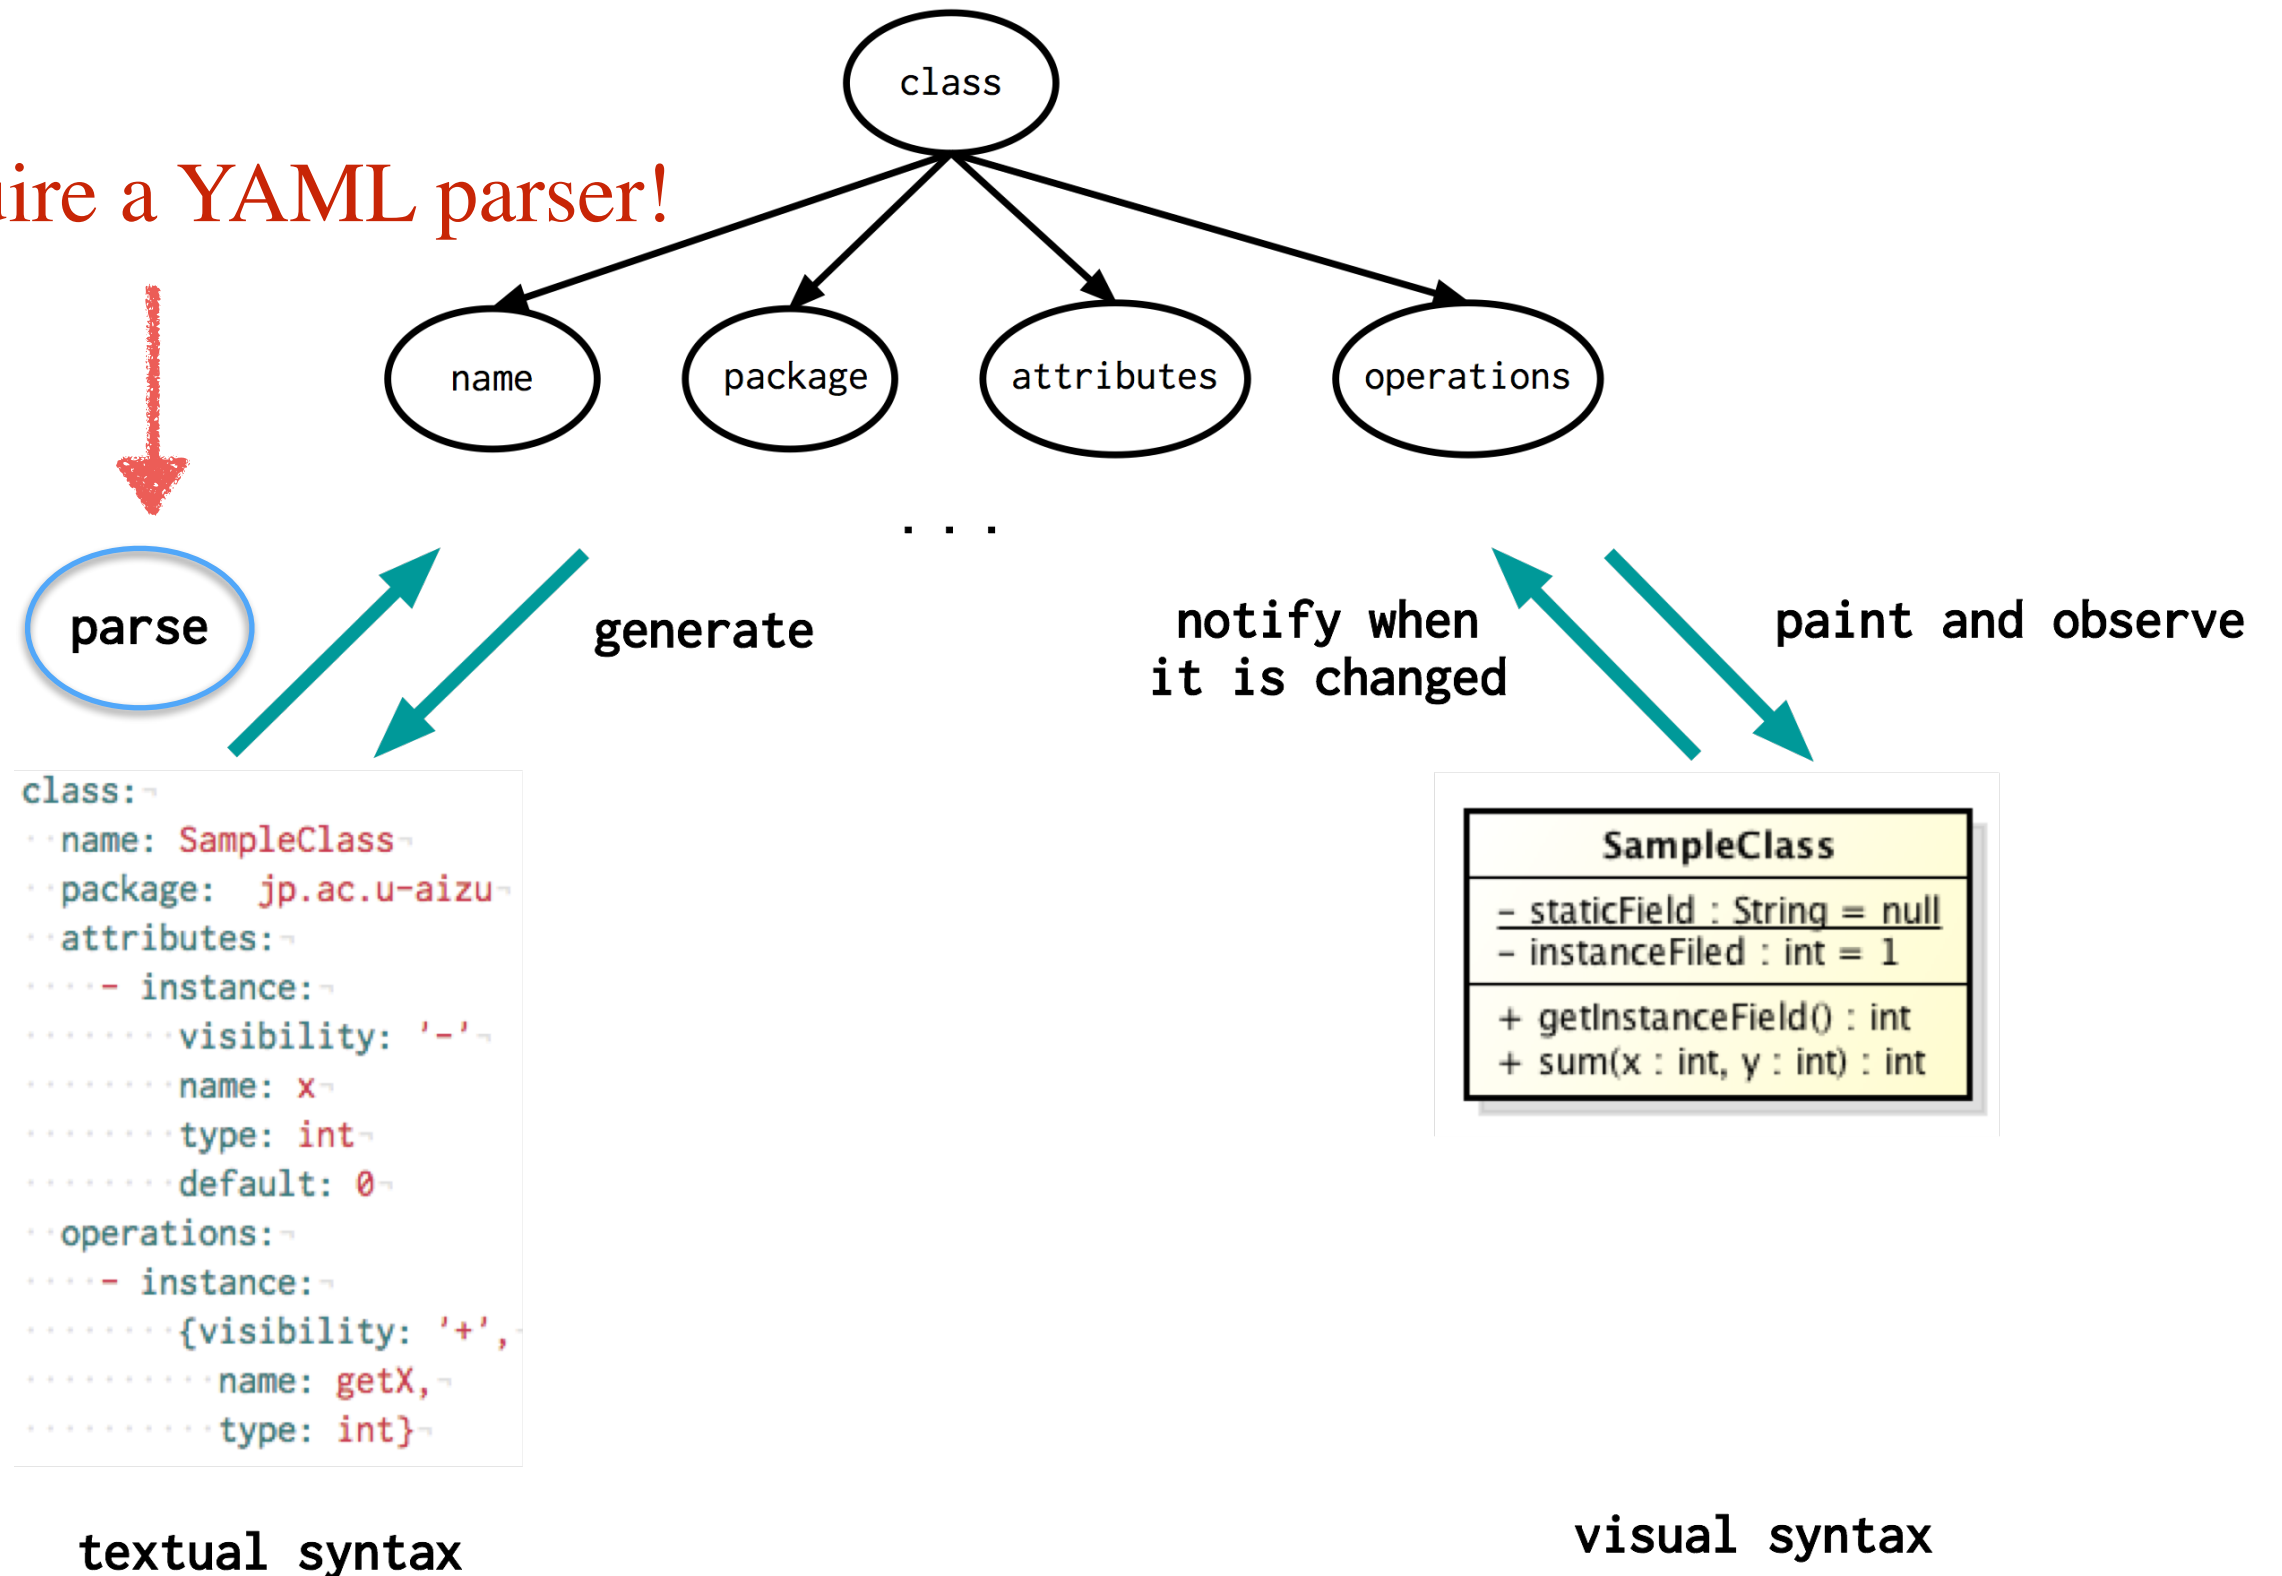 class
uire a YAML parser!
name
package
attributes
operations
. . .
parse
generate
notify when
it is changed
paint and observe
class:
name: SampleClass
package:  jp.ac.u-aizu
attributes:
- instance:
visibility: '-'
name: x
type: int
default: 0
operations:
- instance:
{visibility: '+',
name: getX,
type: int}
SampleClass
- staticField : String = null
- instanceFiled : int = 1
+ getInstanceField() : int
+ sum(x : int, y : int) : int
textual syntax
visual syntax